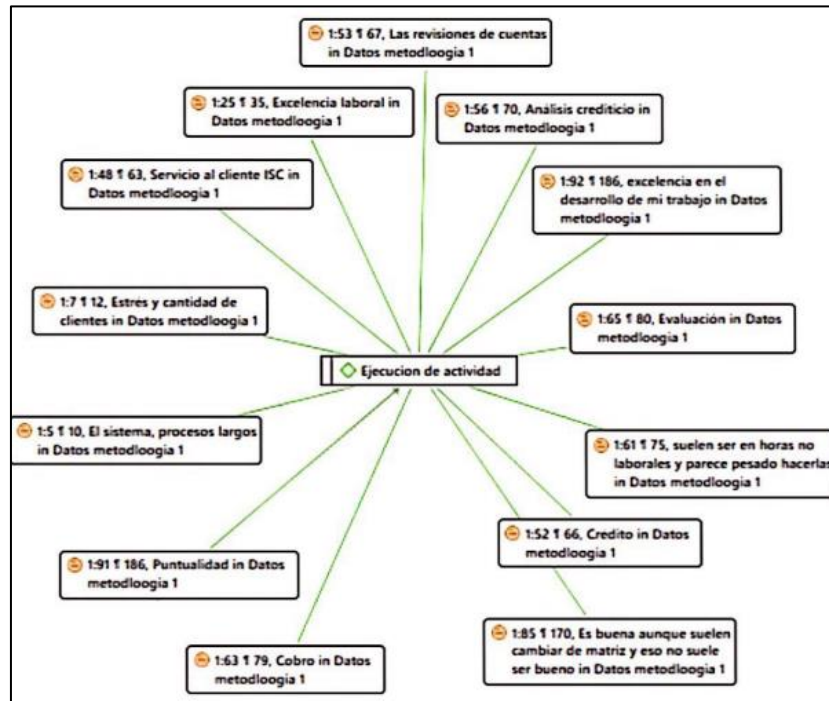 1:53 ¶ 67, Las revisiones de cuentas
in Datos metodloogia 1
1:25 ¶ 35, Excelencia laboral in
Datos metodloogia 1
1:56 ¶ 70, Análisis crediticio in
Datos metodloogia 1
1:48 ¶ 63, Servicio al cliente ISC in
Datos metodloogia 1
1:92 ¶ 186, excelencia en el
desarrollo de mi trabajo in Datos
metodloogia 1
1:7 ¶ 12, Estrés y cantidad de
clientes in Datos metodloogia 1
1:65 ¶ 80, Evaluación in Datos
metodloogia 1
Ejecucion de actividad
1:5 ¶ 10, El sistema, procesos largos
in Datos metodloogia 1
1:61 ¶ 75, suelen ser en horas no
laborales y parece pesado hacerlas
in Datos metodloogia 1
1:52 ¶ 66, Credito in Datos
metodloogia 1
1:91 ¶ 186, Puntualidad in Datos
metodloogia 1
1:85 ¶ 170, Es buena aunque suelen
cambiar de matriz y eso no suele
ser bueno in Datos metodloogia 1
1:63 ¶ 79, Cobro in Datos
metodloogia 1